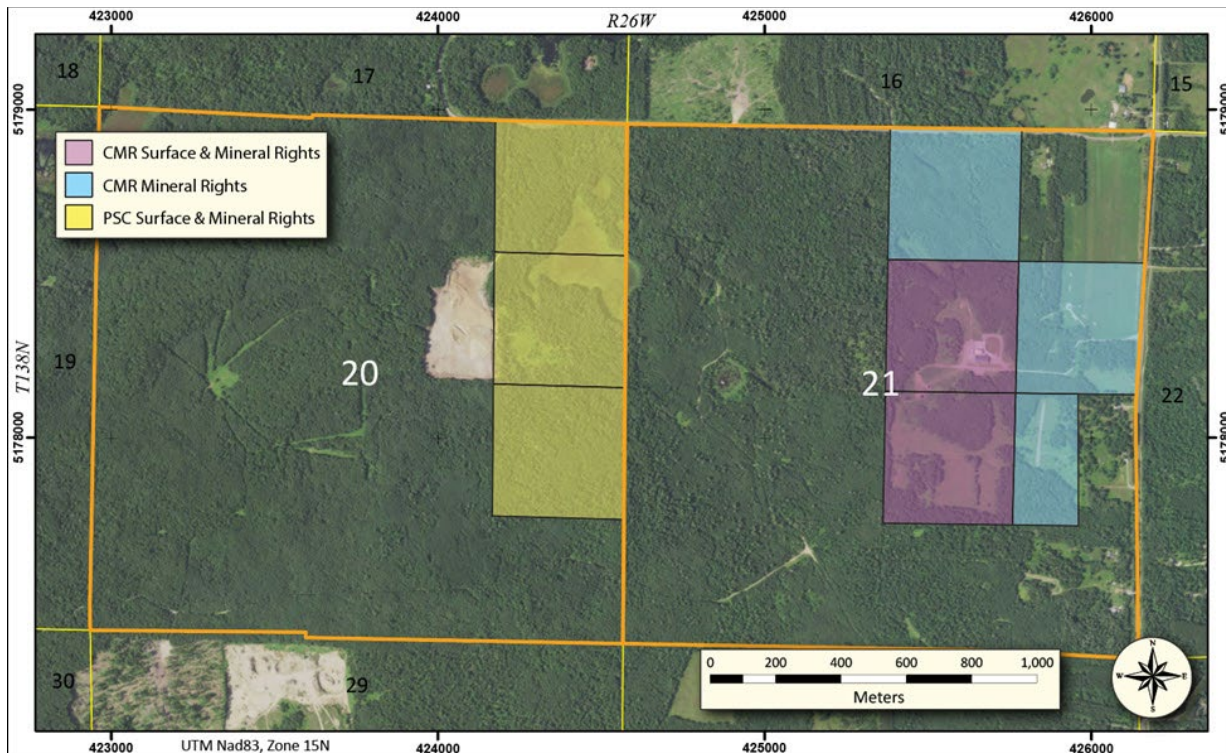 423000 424000 R26W 425000 426000
18 17 16 15
5179000 5179000
CMR Surface & Mineral Rights
CMR Mineral Rights
PSC Surface & Mineral Rights
T138N 19 20 21 22
5178000 5178000
0 200 400 600 800 1,000
Meters
N
W E
S
30 29
423000 UTM Nad83, Zone 15N 424000 425000 426000